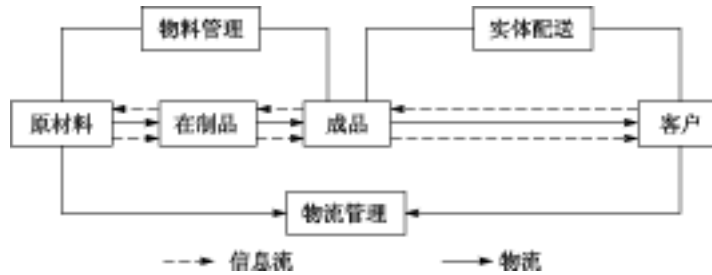 物料管理
实体配送
原材料
在制品
成品
客户
物流管理
信息流
物流